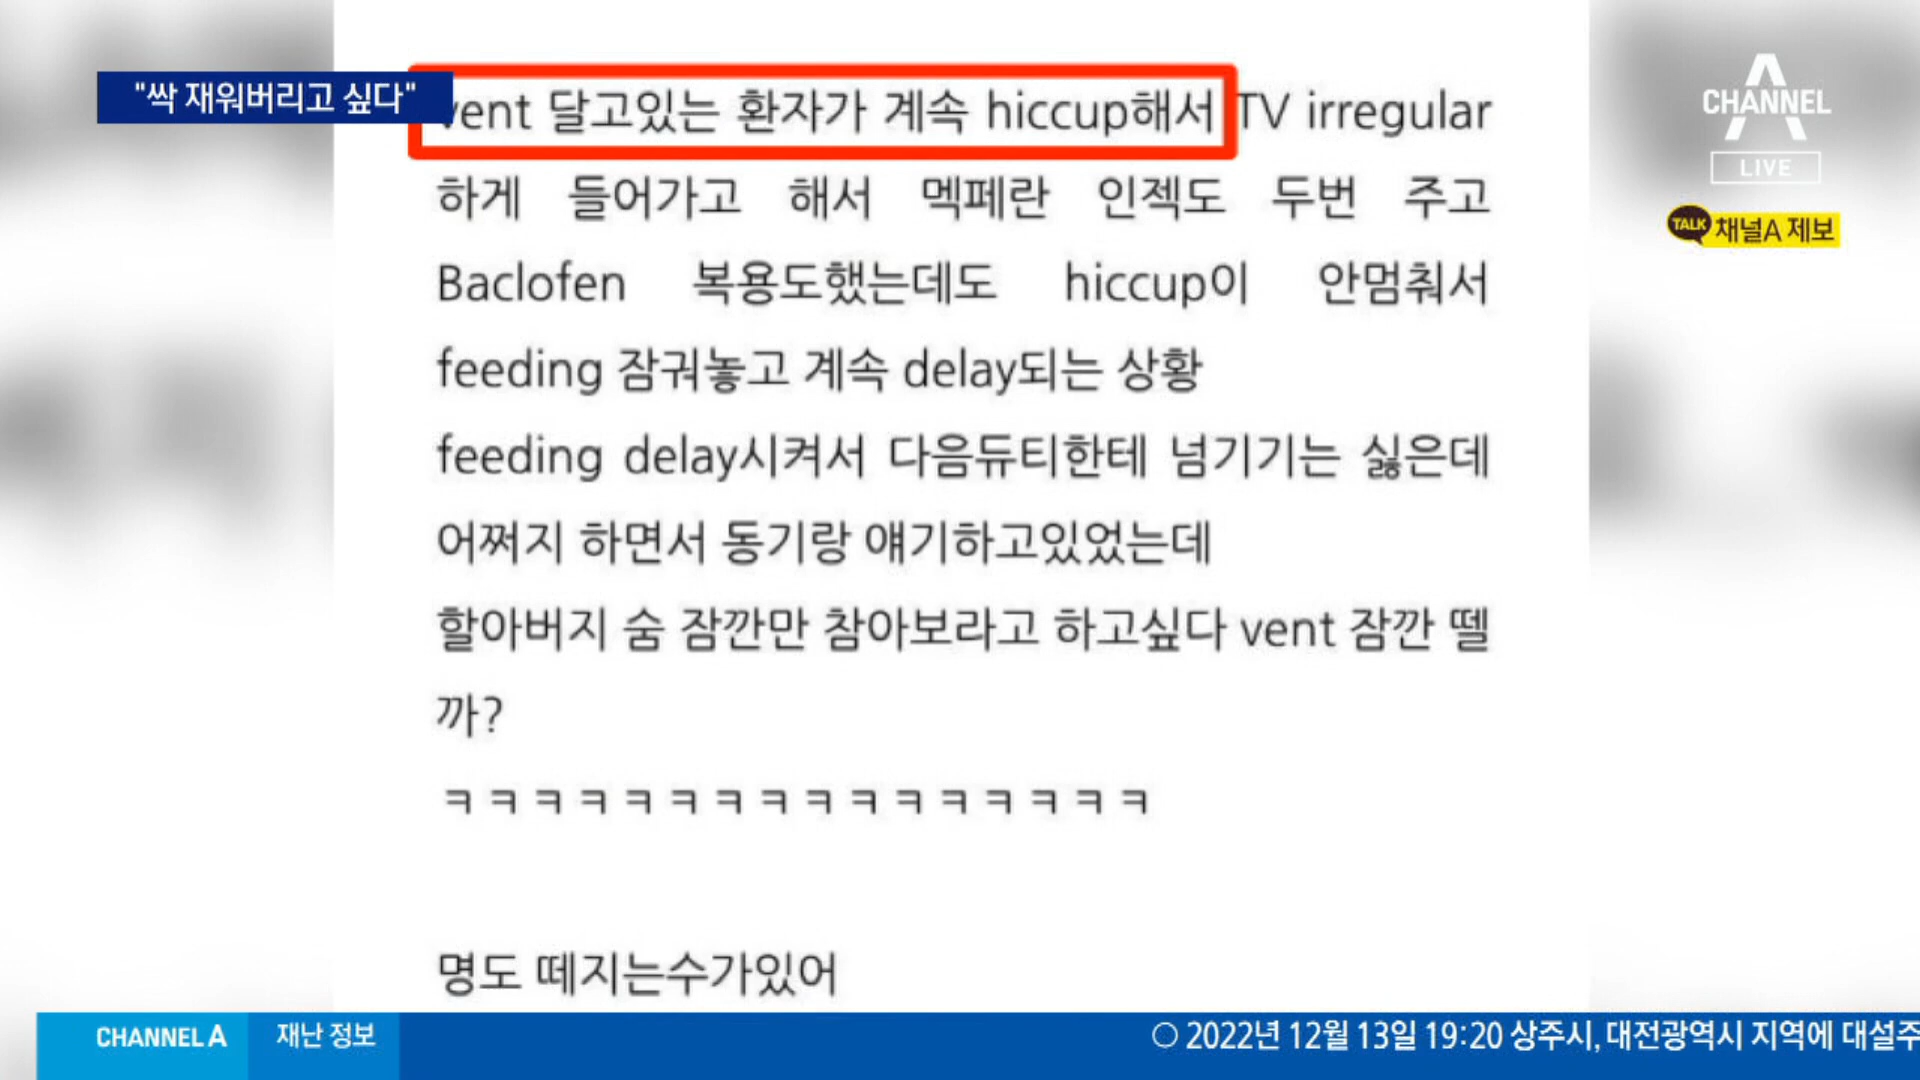 "싹 재워버리고 싶다"
vent 달고있는 환자가 계속 hiccup해서 TV irregular
하게 들어가고 해서 멕페란 인젝도 두번 주고
Baclofen 복용도했는데도 hiccup이 안멈춰서
feeding 잠궈놓고 계속 delay되는 상황
feeding delay시켜서 다음듀티한테 넘기기는 싫은데
어쩌지 하면서 동기랑 얘기하고있었는데
할아버지 숨 잠깐만 참아보라고 하고싶다 vent 잠깐 뗄
까?
ㅋㅋㅋㅋㅋㅋㅋㅋㅋㅋㅋㅋㅋㅋㅋㅋ
명도 떼지는수가있어
CHANNEL A
LIVE
TALK 채널A 제보
CHANNEL A 재난 정보 ○ 2022년 12월 13일 19:20 상주시, 대전광역시 지역에 대설주